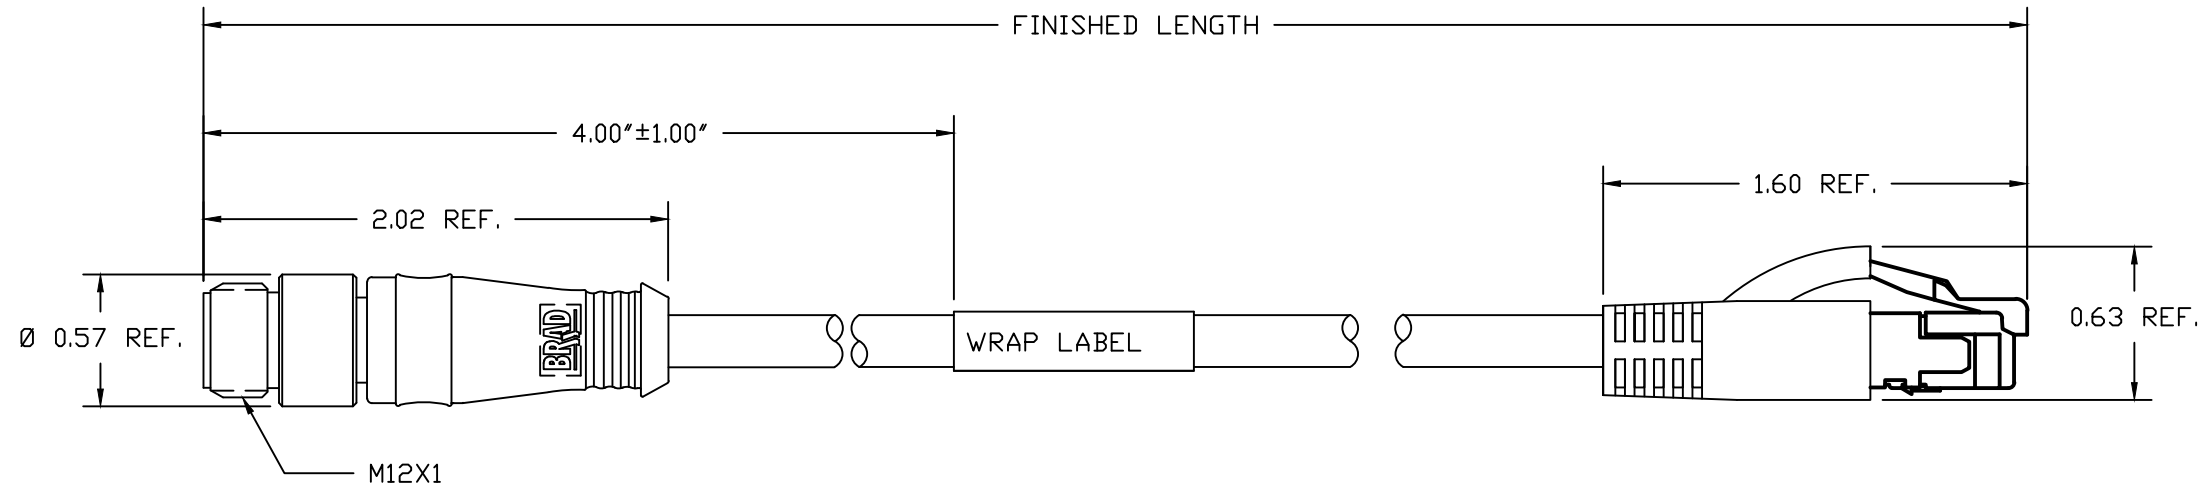 FINISHED LENGTH
4.00"±1.00"
1.60 REF.
2.02 REF.
Ø 0.57 REF.
BRAD
WRAP LABEL
0.63 REF.
M12X1